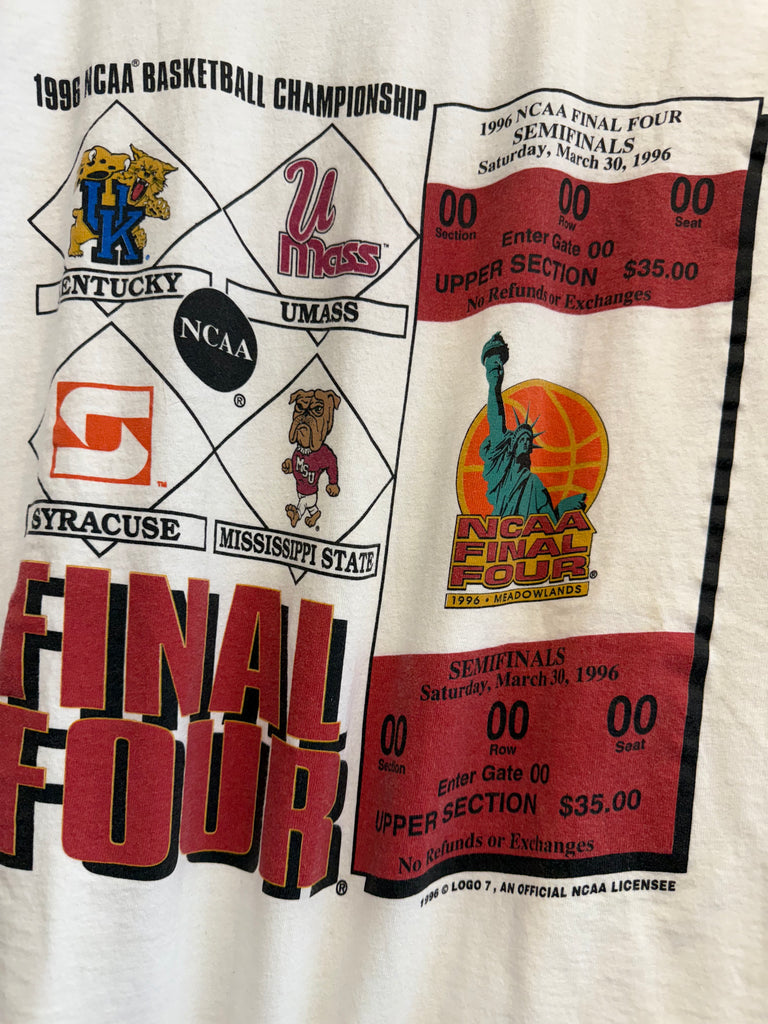 1996 NCAA® BASKETBALL CHAMPIONSHIP
UK®
KENTUCKY
U
Mass™
UMASS
NCAA®
S™
SYRACUSE
MSU®
MISSISSIPPI STATE
FINAL
FOUR®
1996 NCAA FINAL FOUR
SEMIFINALS
Saturday, March 30, 1996
00 00 00
Section Row Seat
Enter Gate 00
UPPER SECTION $35.00
No Refunds or Exchanges
NCAA
FINAL
FOUR®
1996 • MEADOWLANDS
SEMIFINALS
Saturday, March 30, 1996
00 00 00
Section Row Seat
Enter Gate 00
UPPER SECTION $35.00
No Refunds or Exchanges
1996 © LOGO 7, AN OFFICIAL NCAA LICENSEE